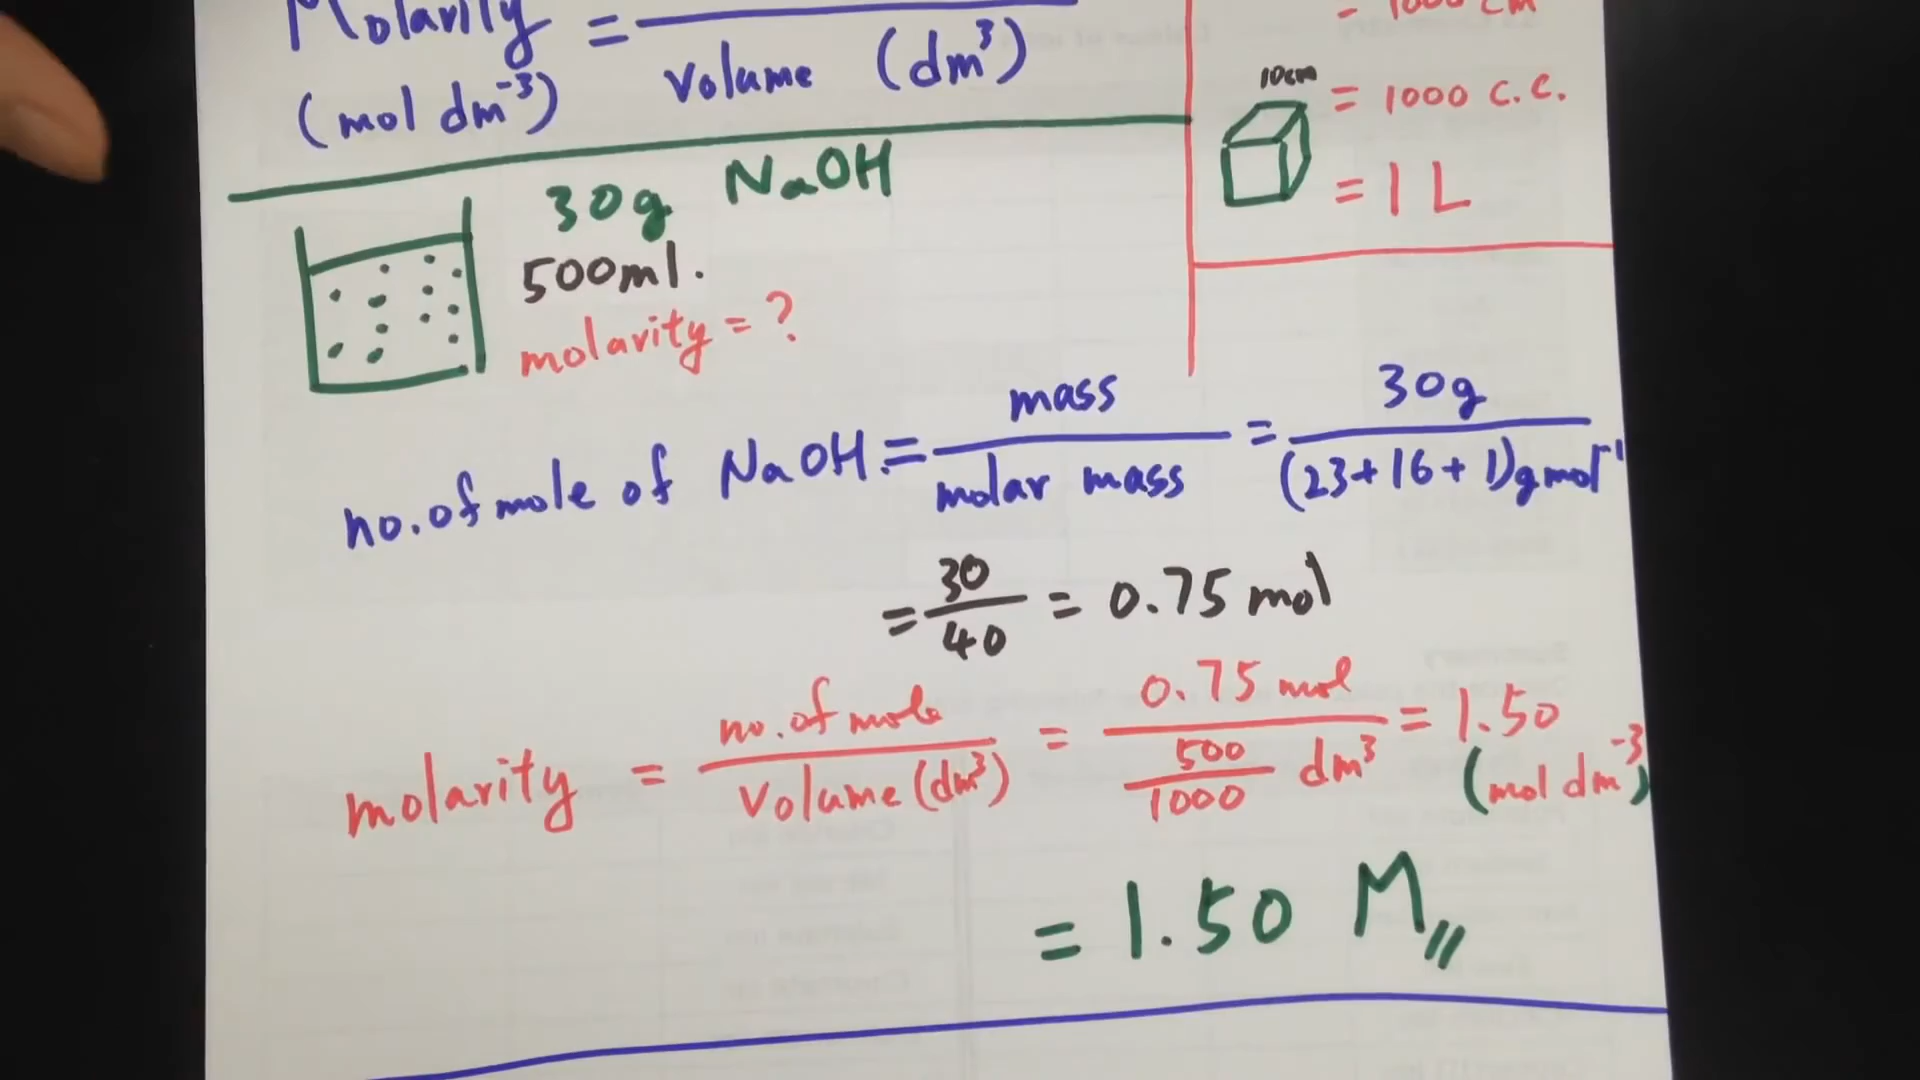 Molarity = 
(mol dm⁻³) volume (dm³)
= 1000 cm
10cm
= 1000 c.c.
= 1 L
30g NaOH
500ml.
molarity = ?
no. of mole of NaOH = mass / molar mass = 30g / (23+16+1) g mol⁻¹
= 30/40 = 0.75 mol
molarity = no. of mole / Volume (dm³) = 0.75 mol / (500/1000 dm³) = 1.50 (mol dm⁻³)
= 1.50 M